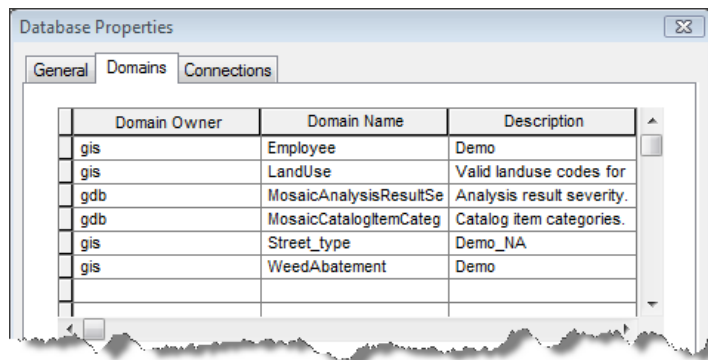 Database Properties
General Domains Connections
Domain Owner Domain Name Description
gis Employee Demo
gis LandUse Valid landuse codes for
gdb MosaicAnalysisResultSe Analysis result severity.
gdb MosaicCatalogItemCateg Catalog item categories.
gis Street_type Demo_NA
gis WeedAbatement Demo